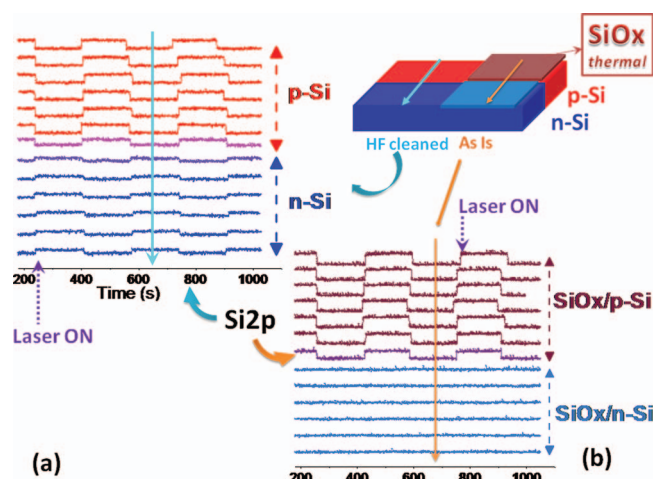 (a)
p-Si
n-Si
200 400 600 800 1000
Time (s)
Laser ON
SiOx
thermal
p-Si
n-Si
HF cleaned As Is
Laser ON
Si2p
SiOx/p-Si
SiOx/n-Si
200 400 600 800 1000
(b)